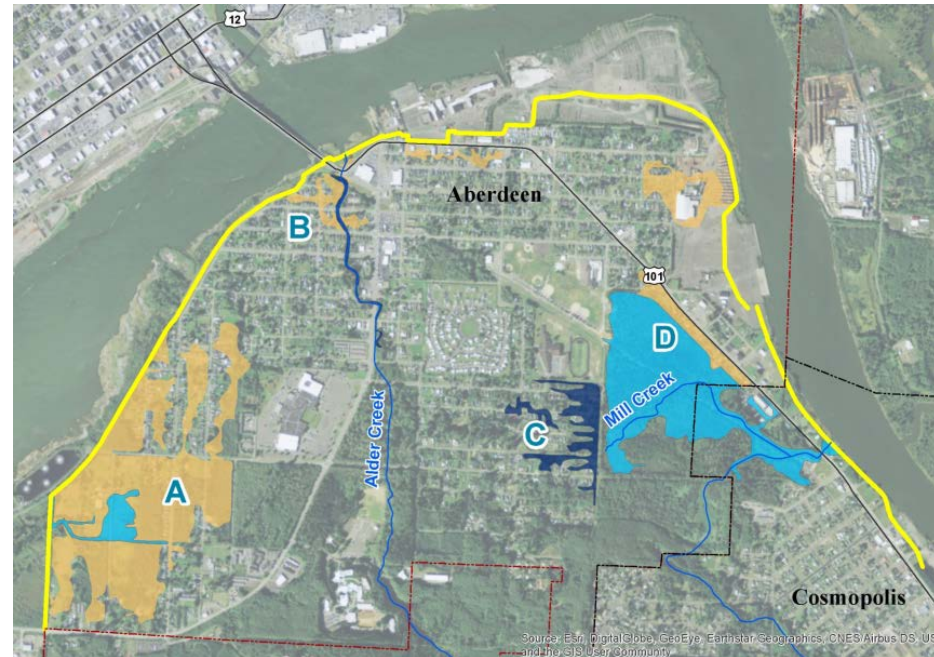 12
Aberdeen
B
101
D
Mill Creek
C
Alder Creek
A
Cosmopolis
Source: Esri, DigitalGlobe, GeoEye, Earthstar Geographics, CNES/Airbus DS, US
and the GIS User Community